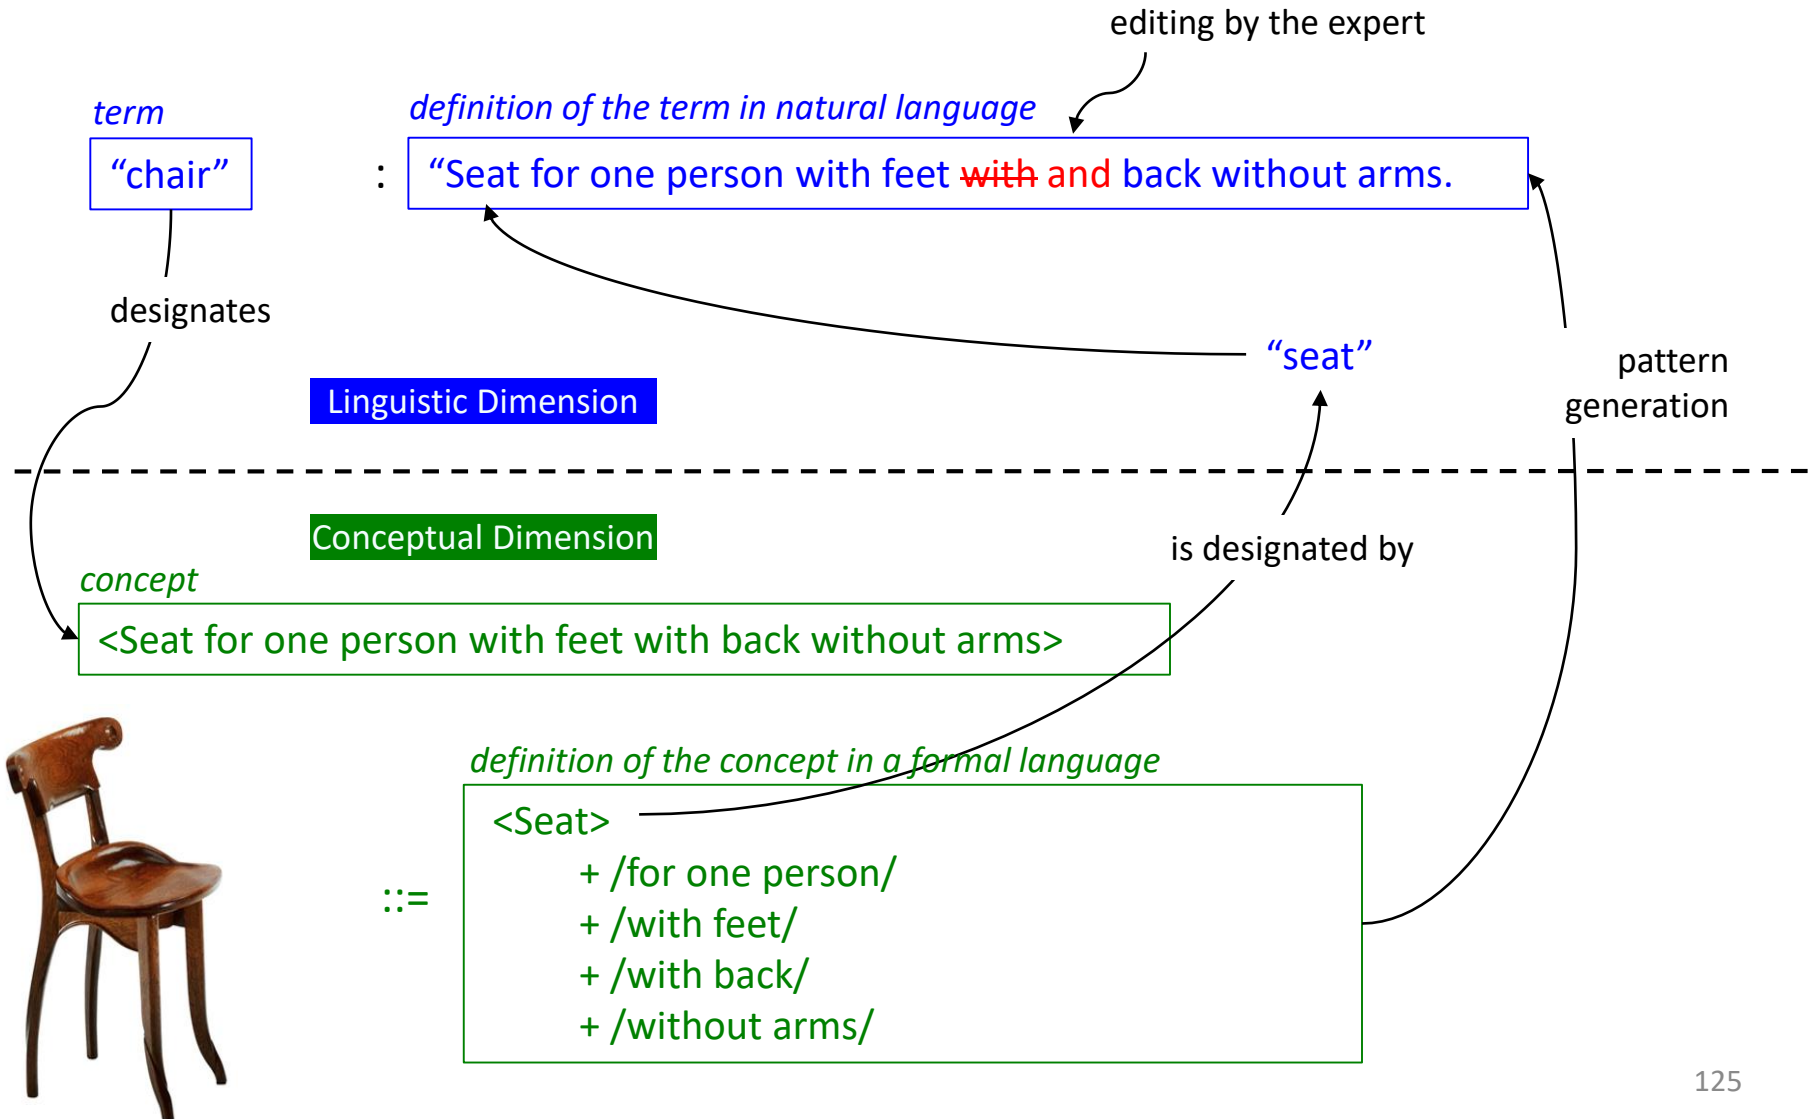 editing by the expert
term
definition of the term in natural language
“chair”
:
“Seat for one person with feet with and back without arms.
designates
“seat”
pattern
generation
Linguistic Dimension
Conceptual Dimension
is designated by
concept
<Seat for one person with feet with back without arms>
definition of the concept in a formal language
<Seat>
+ /for one person/
::=
+ /with feet/
+ /with back/
+ /without arms/
125